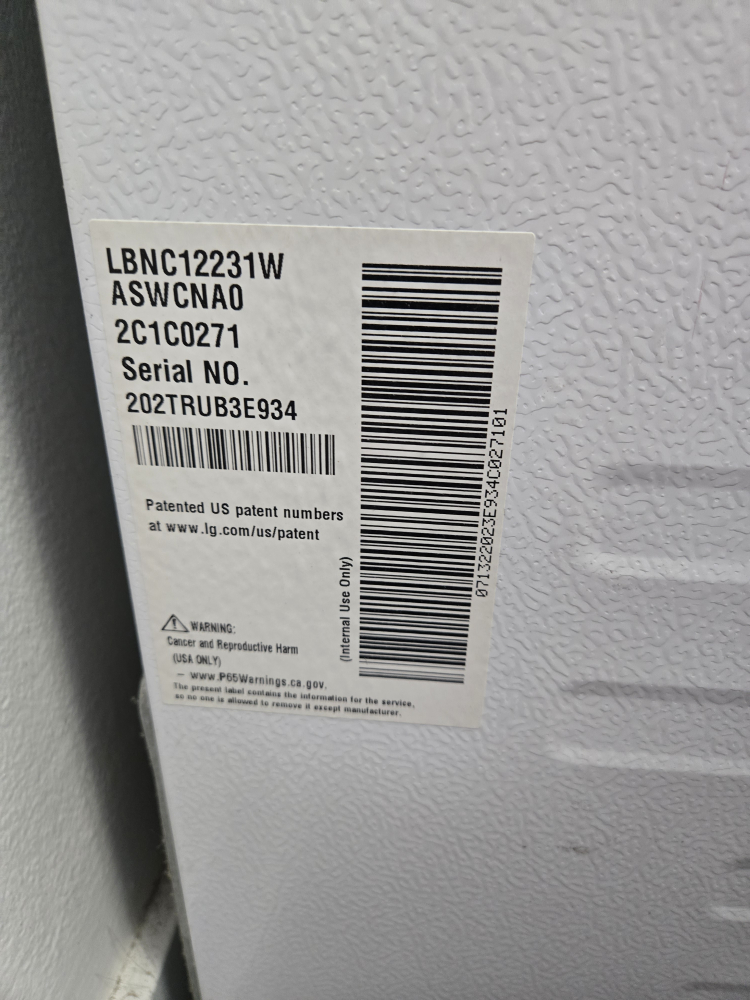 LBNC12231W
ASWCNA0
2C1C0271
Serial NO.
202TRUB3E934
Patented US patent numbers
at www.lg.com/us/patent
WARNING:
Cancer and Reproductive Harm
(USA ONLY)
– www.P65Warnings.ca.gov.
The present label contains the information for the service,
so no one is allowed to remove it except manufacturer.
(Internal Use Only)
071322023E934C027101